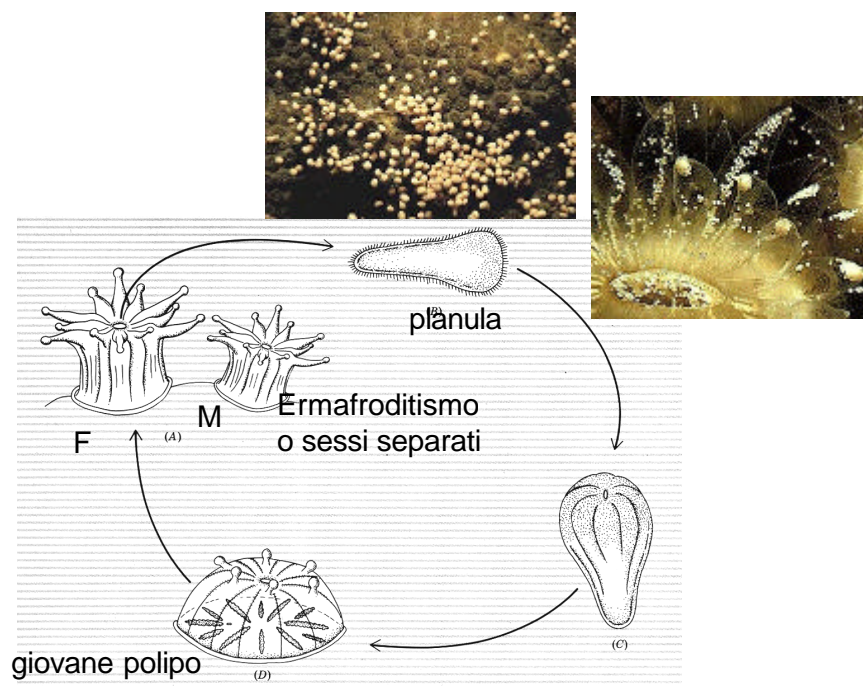 (B)
planula
Ermafroditismo
o sessi separati
F
M
(A)
(C)
giovane polipo
(D)